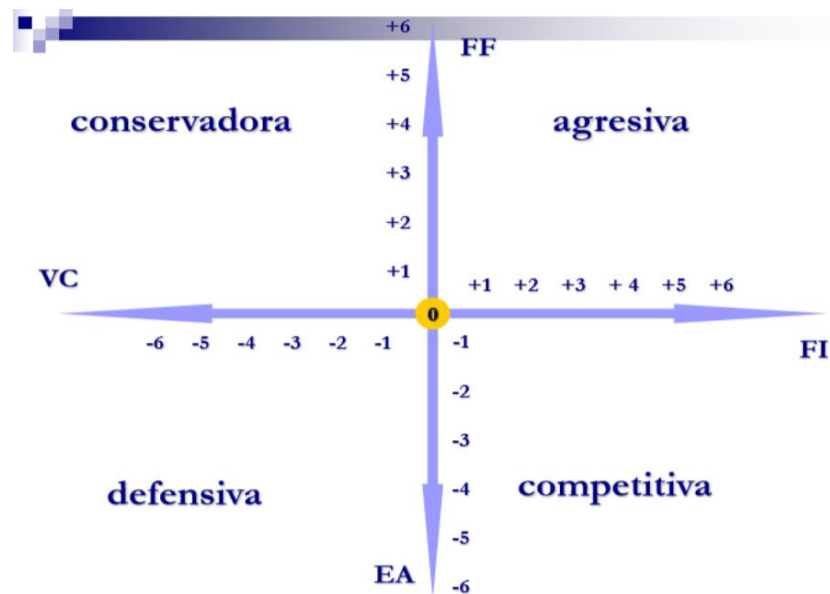 +6
FF
+5
conservadora
+4
agresiva
+3
+2
VC
+1
+1 +2 +3 + 4 +5 +6
0
-6 -5 -4 -3 -2 -1
-1
FI
-2
-3
defensiva
-4
competitiva
-5
EA
-6